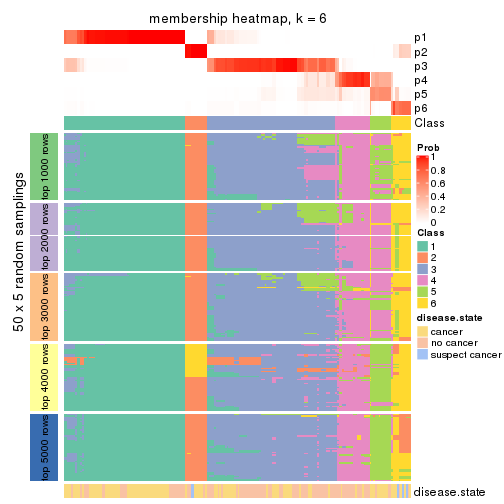 membership heatmap, k = 6
p1
p2
p3
p4
p5
p6
Class
50 x 5 random samplings
top 1000 rows
top 2000 rows
top 3000 rows
top 4000 rows
top 5000 rows
disease.state
Prob
1
0.8
0.6
0.4
0.2
0
Class
1
2
3
4
5
6
disease.state
cancer
no cancer
suspect cancer